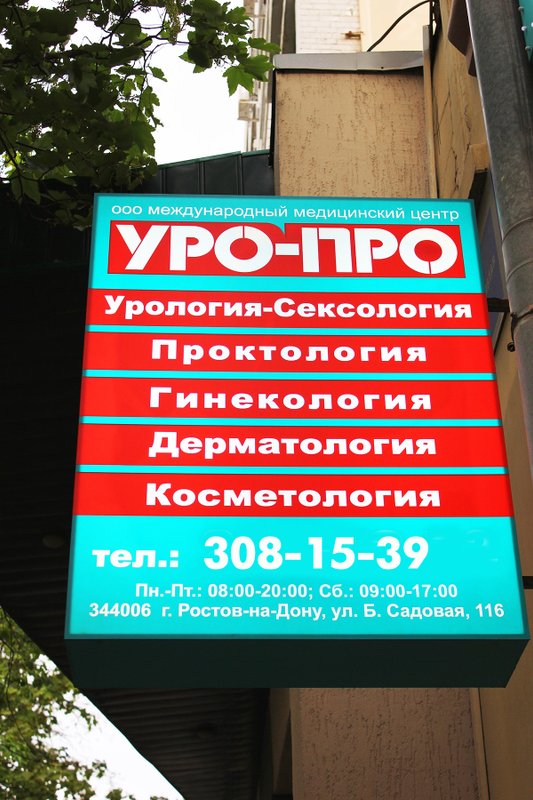 ооо международный медицинский центр
УРО-ПРО
Урология-Сексология
Проктология
Гинекология
Дерматология
Косметология
тел.: 308-15-39
Пн.-Пт.: 08:00-20:00; Сб.: 09:00-17:00
344006 г. Ростов-на-Дону, ул. Б. Садовая, 116